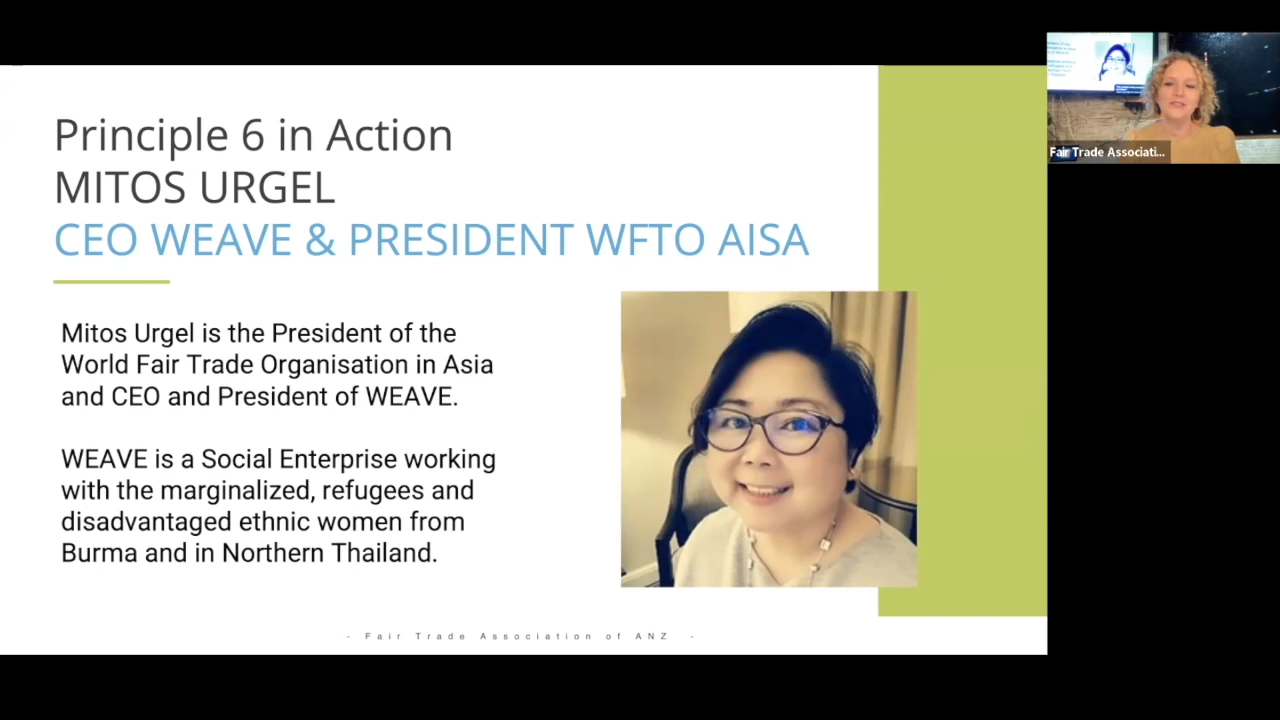 Principle 6 in Action
MITOS URGEL
CEO WEAVE & PRESIDENT WFTO AISA
Mitos Urgel is the President of the
World Fair Trade Organisation in Asia
and CEO and President of WEAVE.
WEAVE is a Social Enterprise working
with the marginalized, refugees and
disadvantaged ethnic women from
Burma and in Northern Thailand.
- Fair Trade Association of ANZ -
Fair Trade Associati...